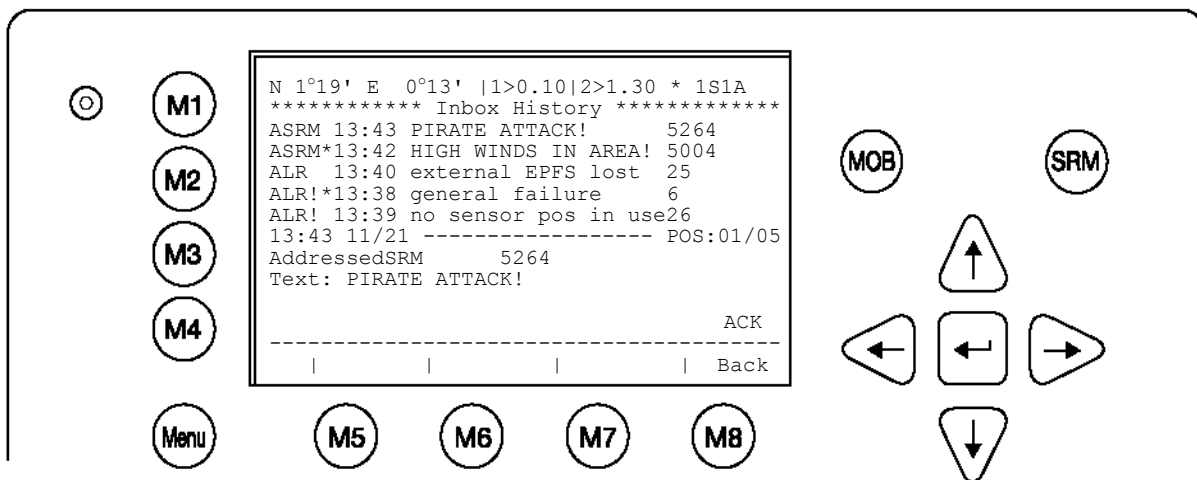 N 1°19' E  0°13' |1>0.10|2>1.30 * 1S1A
************ Inbox History *************
ASRM 13:43 PIRATE ATTACK!      5264
ASRM*13:42 HIGH WINDS IN AREA! 5004
ALR  13:40 external EPFS lost  25
ALR!*13:38 general failure     6
ALR! 13:39 no sensor pos in use26
13:43 11/21 ------------------ POS:01/05
AddressedSRM      5264
Text: PIRATE ATTACK!
ACK
----------------------------------------
|        |         |         |  Back
M1
M2
M3
M4
Menu
M5
M6
M7
M8
MOB
SRM